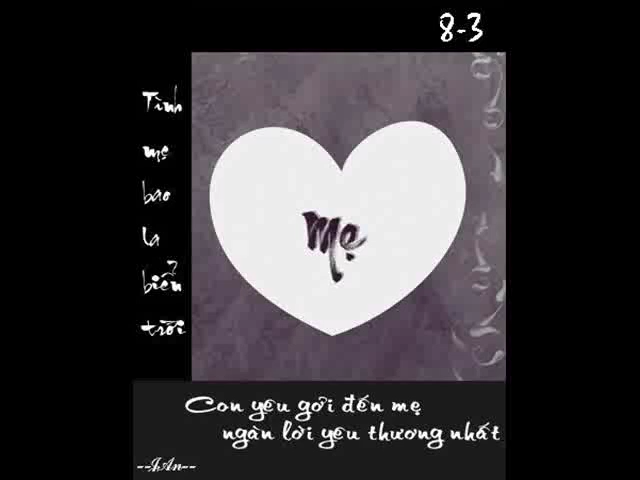 8-3
Tình
mẹ
bao
la
biển
trời
Mẹ
Con yêu gởi đến mẹ
ngàn lời yêu thương nhất
--JAn--